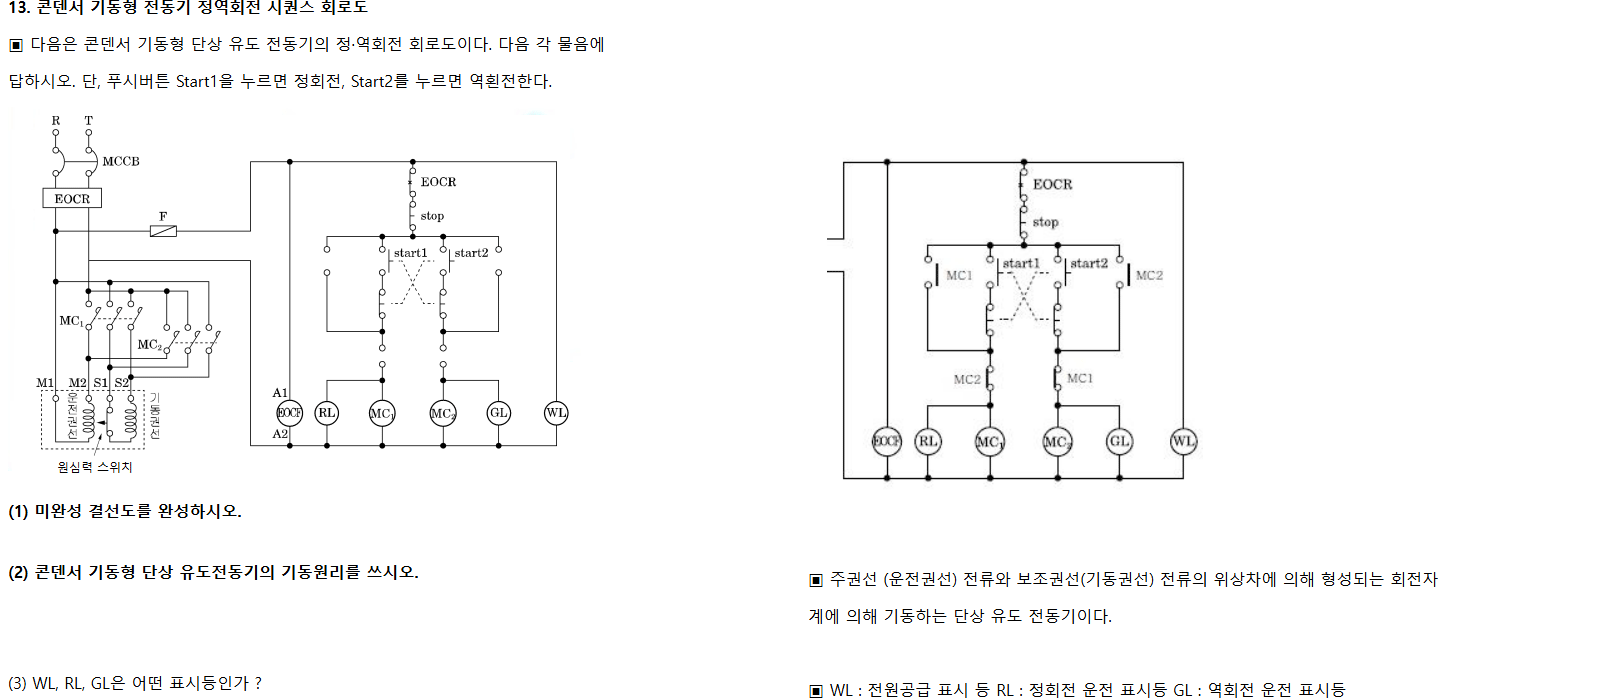 13. 콘덴서 기동형 전동기 정역회전 시퀀스 회로도
▣ 다음은 콘덴서 기동형 단상 유도 전동기의 정·역회전 회로도이다. 다음 각 물음에
답하시오. 단, 푸시버튼 Start1을 누르면 정회전, Start2를 누르면 역횐전한다.
R T
MCCB
EOCR
F
MC₁
MC₂
M1 M2 S1 S2
운전권선
기동권선
원심력 스위치
EOCR
stop
start1 start2
A1
EOCR RL MC₁ MC₂ GL WL
A2
EOCR
stop
MC1 start1 start2 MC2
MC2 MC1
EOCR RL MC₁ MC₂ GL WL
(1) 미완성 결선도를 완성하시오.
(2) 콘덴서 기동형 단상 유도전동기의 기동원리를 쓰시오.
▣ 주권선 (운전권선) 전류와 보조권선(기동권선) 전류의 위상차에 의해 형성되는 회전자
계에 의해 기동하는 단상 유도 전동기이다.
(3) WL, RL, GL은 어떤 표시등인가 ?
▣ WL : 전원공급 표시 등 RL : 정회전 운전 표시등 GL : 역회전 운전 표시등